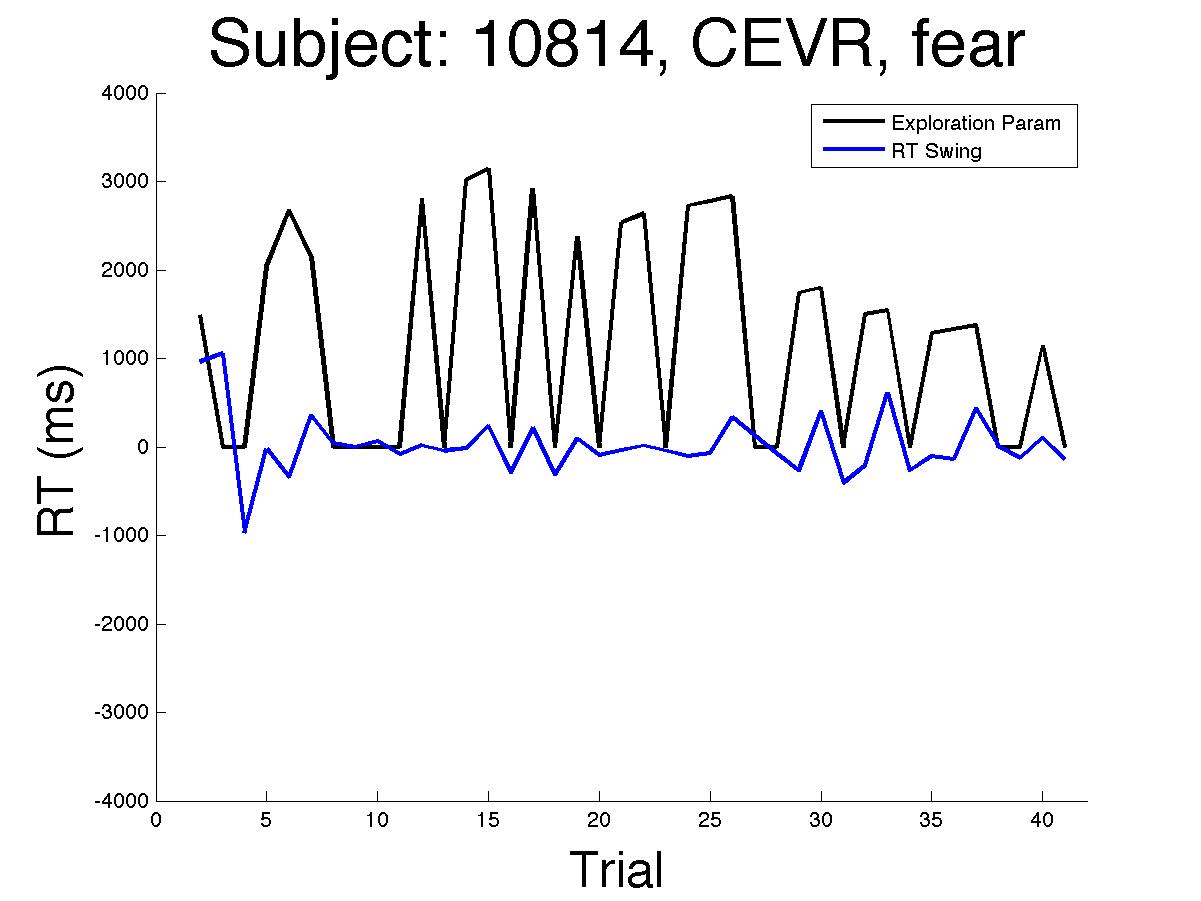 Subject: 10814, CEVR, fear
Exploration Param
RT Swing
4000
3000
2000
1000
0
-1000
-2000
-3000
-4000
RT (ms)
0 5 10 15 20 25 30 35 40
Trial